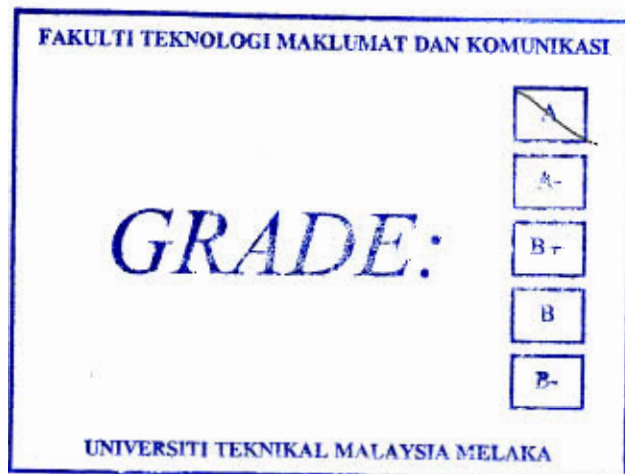 FAKULTI TEKNOLOGI MAKLUMAT DAN KOMUNIKASI
A
A-
GRADE:
B+
B
B-
UNIVERSITI TEKNIKAL MALAYSIA MELAKA